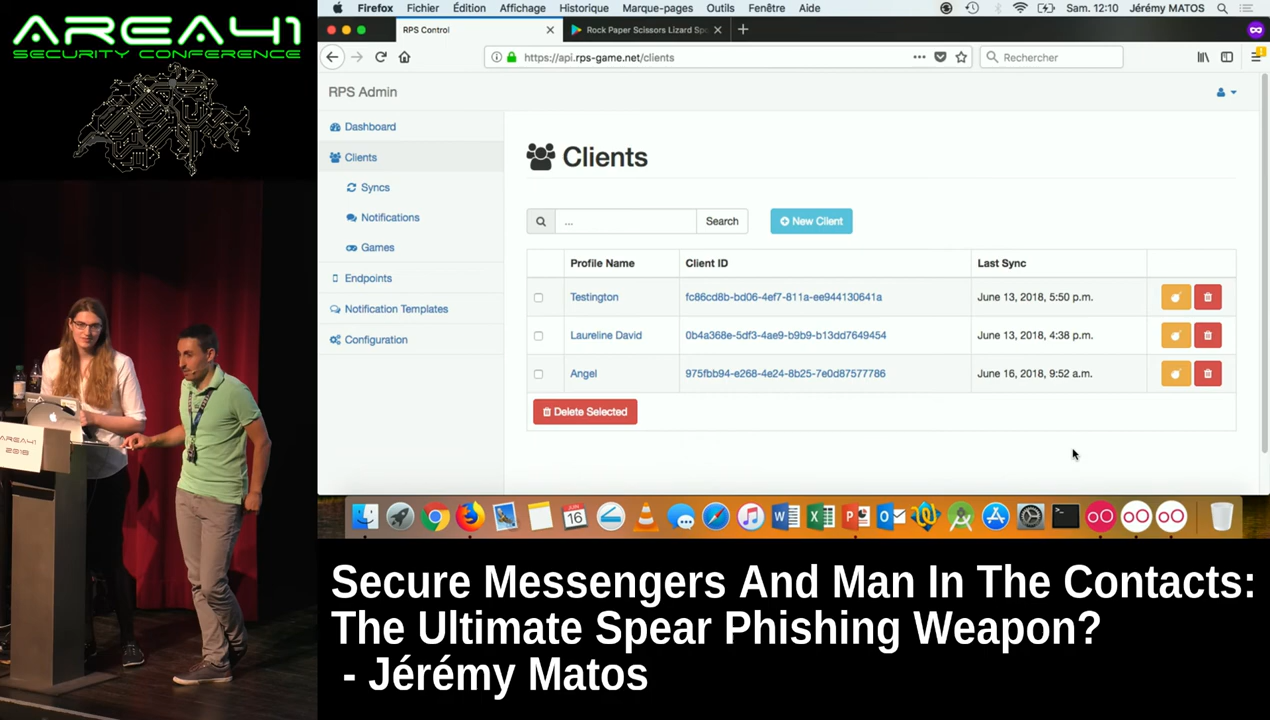 AREA41
SECURITY CONFERENCE
AREA41
2018
Firefox Fichier Édition Affichage Historique Marque-pages Outils Fenêtre Aide
Sam. 12:10 Jérémy MATOS
RPS Control
Rock Paper Scissors Lizard Spo
https://api.rps-game.net/clients
Rechercher
RPS Admin
Dashboard
Clients
Syncs
Notifications
Games
Endpoints
Notification Templates
Configuration
Clients
... Search New Client
Profile Name Client ID Last Sync
Testington fc86cd8b-bd06-4ef7-811a-ee944130641a June 13, 2018, 5:50 p.m.
Laureline David 0b4a368e-5df3-4ae9-b9b9-b13dd7649454 June 13, 2018, 4:38 p.m.
Angel 975fbb94-e268-4e24-8b25-7e0d87577786 June 16, 2018, 9:52 a.m.
Delete Selected
JUN
16
Secure Messengers And Man In The Contacts:
The Ultimate Spear Phishing Weapon?
- Jérémy Matos